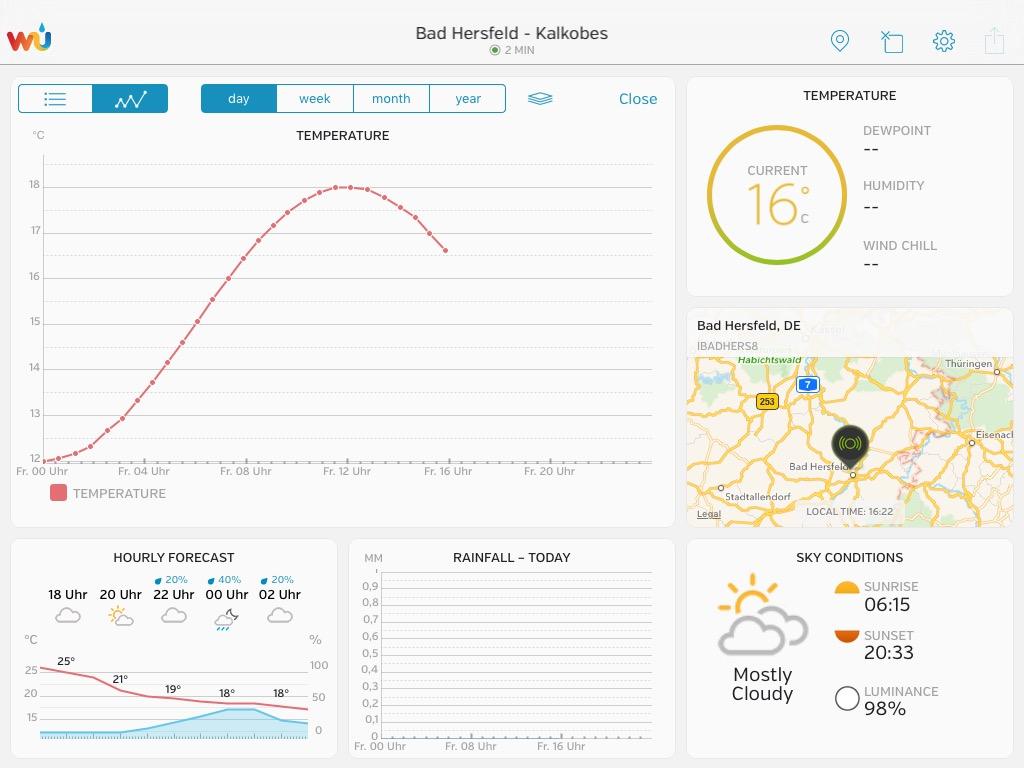 wu
Bad Hersfeld - Kalkobes
2 MIN
day week month year Close
°C
TEMPERATURE
18
17
16
15
14
13
12
Fr. 00 Uhr Fr. 04 Uhr Fr. 08 Uhr Fr. 12 Uhr Fr. 16 Uhr Fr. 20 Uhr
TEMPERATURE
TEMPERATURE
CURRENT
16°
C
DEWPOINT
--
HUMIDITY
--
WIND CHILL
--
Bad Hersfeld, DE
IBADHERS8
Kassel
Habichtswald
Thüringen
7
253
Eisenach
Bad Hersfeld
Stadtallendorf
Legal
LOCAL TIME: 16:22
HOURLY FORECAST
20% 40% 20%
18 Uhr 20 Uhr 22 Uhr 00 Uhr 02 Uhr
°C %
25° 21° 19° 18° 18°
25
20
15
100
50
0
MM
RAINFALL – TODAY
1
0,9
0,8
0,7
0,6
0,5
0,4
0,3
0,2
0,1
0
Fr. 00 Uhr Fr. 08 Uhr Fr. 16 Uhr
SKY CONDITIONS
Mostly
Cloudy
SUNRISE
06:15
SUNSET
20:33
LUMINANCE
98%